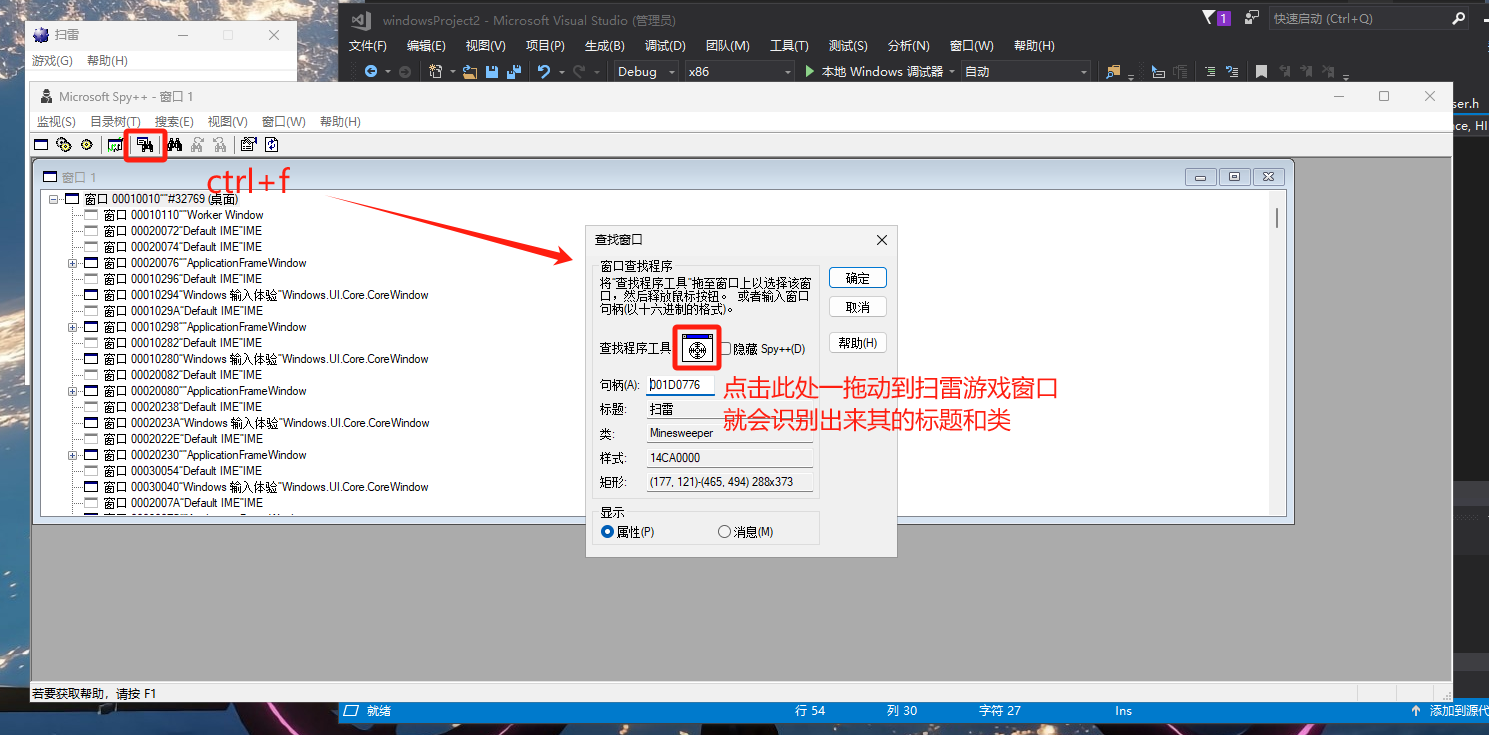 扫雷
游戏(G) 帮助(H)
windowsProject2 - Microsoft Visual Studio (管理员)
1
快速启动 (Ctrl+Q)
文件(F) 编辑(E) 视图(V) 项目(P) 生成(B) 调试(D) 团队(M) 工具(T) 测试(S) 分析(N) 窗口(W) 帮助(H)
Debug x86 本地 Windows 调试器 自动
ser.h
nce, HI
Microsoft Spy++ - 窗口 1
监视(S) 目录树(T) 搜索(E) 视图(V) 窗口(W) 帮助(H)
ctrl+f
窗口 1
窗口 00010010""#32769 (桌面)
窗口 00010110""Worker Window
窗口 00020072"Default IME"IME
窗口 00020074"Default IME"IME
窗口 00020076""ApplicationFrameWindow
窗口 00010296"Default IME"IME
窗口 00010294"Windows 输入体验"Windows.UI.Core.CoreWindow
窗口 0001029A"Default IME"IME
窗口 00010298""ApplicationFrameWindow
窗口 00010282"Default IME"IME
窗口 00010280"Windows 输入体验"Windows.UI.Core.CoreWindow
窗口 00020082"Default IME"IME
窗口 00020080""ApplicationFrameWindow
窗口 00020238"Default IME"IME
窗口 0002023A"Windows 输入体验"Windows.UI.Core.CoreWindow
窗口 0002022E"Default IME"IME
窗口 00020230""ApplicationFrameWindow
窗口 00030054"Default IME"IME
窗口 00030040"Windows 输入体验"Windows.UI.Core.CoreWindow
窗口 0002007A"Default IME"IME
查找窗口
窗口查找程序
将"查找程序工具"拖至窗口上以选择该窗
口，然后释放鼠标按钮。 或者输入窗口
句柄(以十六进制的格式)。
查找程序工具 隐藏 Spy++(D)
句柄(A): 001D0776
标题: 扫雷
类: Minesweeper
样式: 14CA0000
矩形: (177, 121)-(465, 494) 288x373
显示
属性(P) 消息(M)
确定
取消
帮助(H)
点击此处一拖动到扫雷游戏窗口
就会识别出来其的标题和类
若要获取帮助，请按 F1
就绪 行 54 列 30 字符 27 Ins 添加到源代码